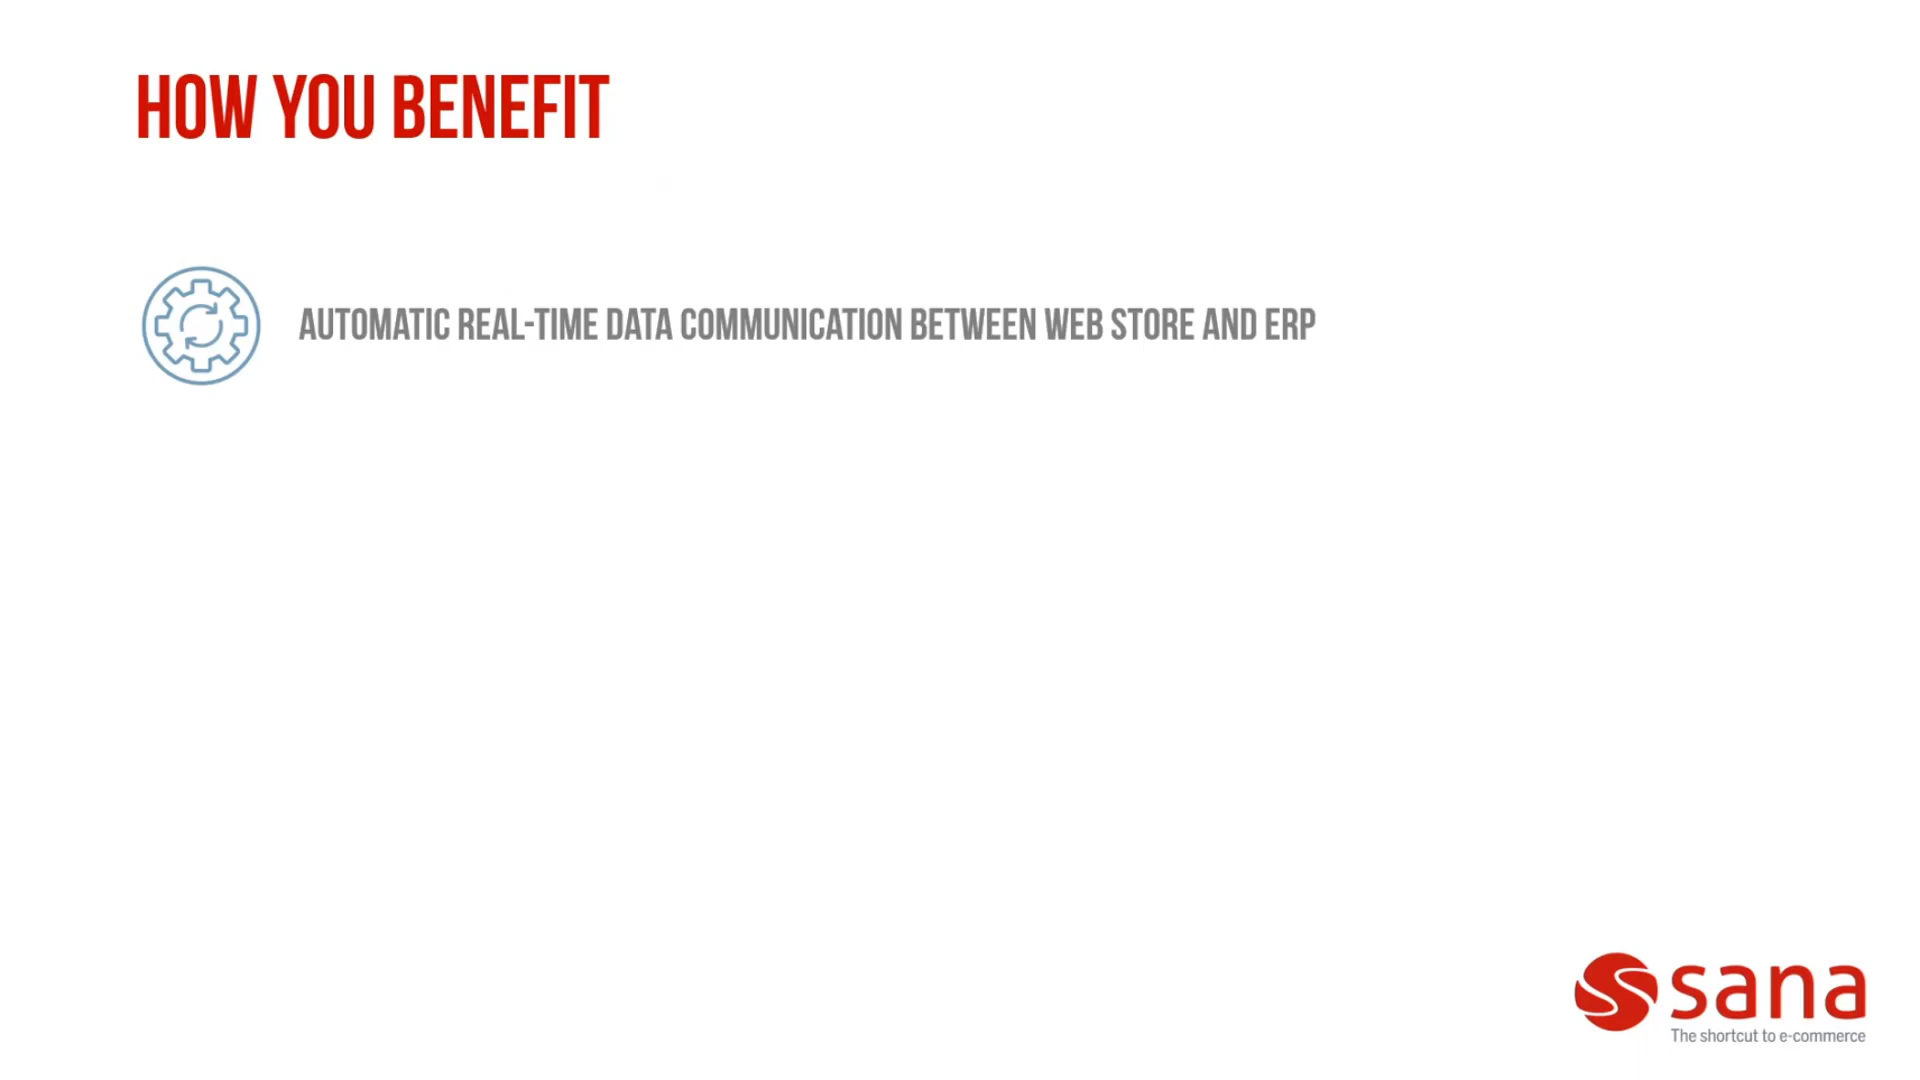 HOW YOU BENEFIT
AUTOMATIC REAL-TIME DATA COMMUNICATION BETWEEN WEB STORE AND ERP
sana
The shortcut to e-commerce